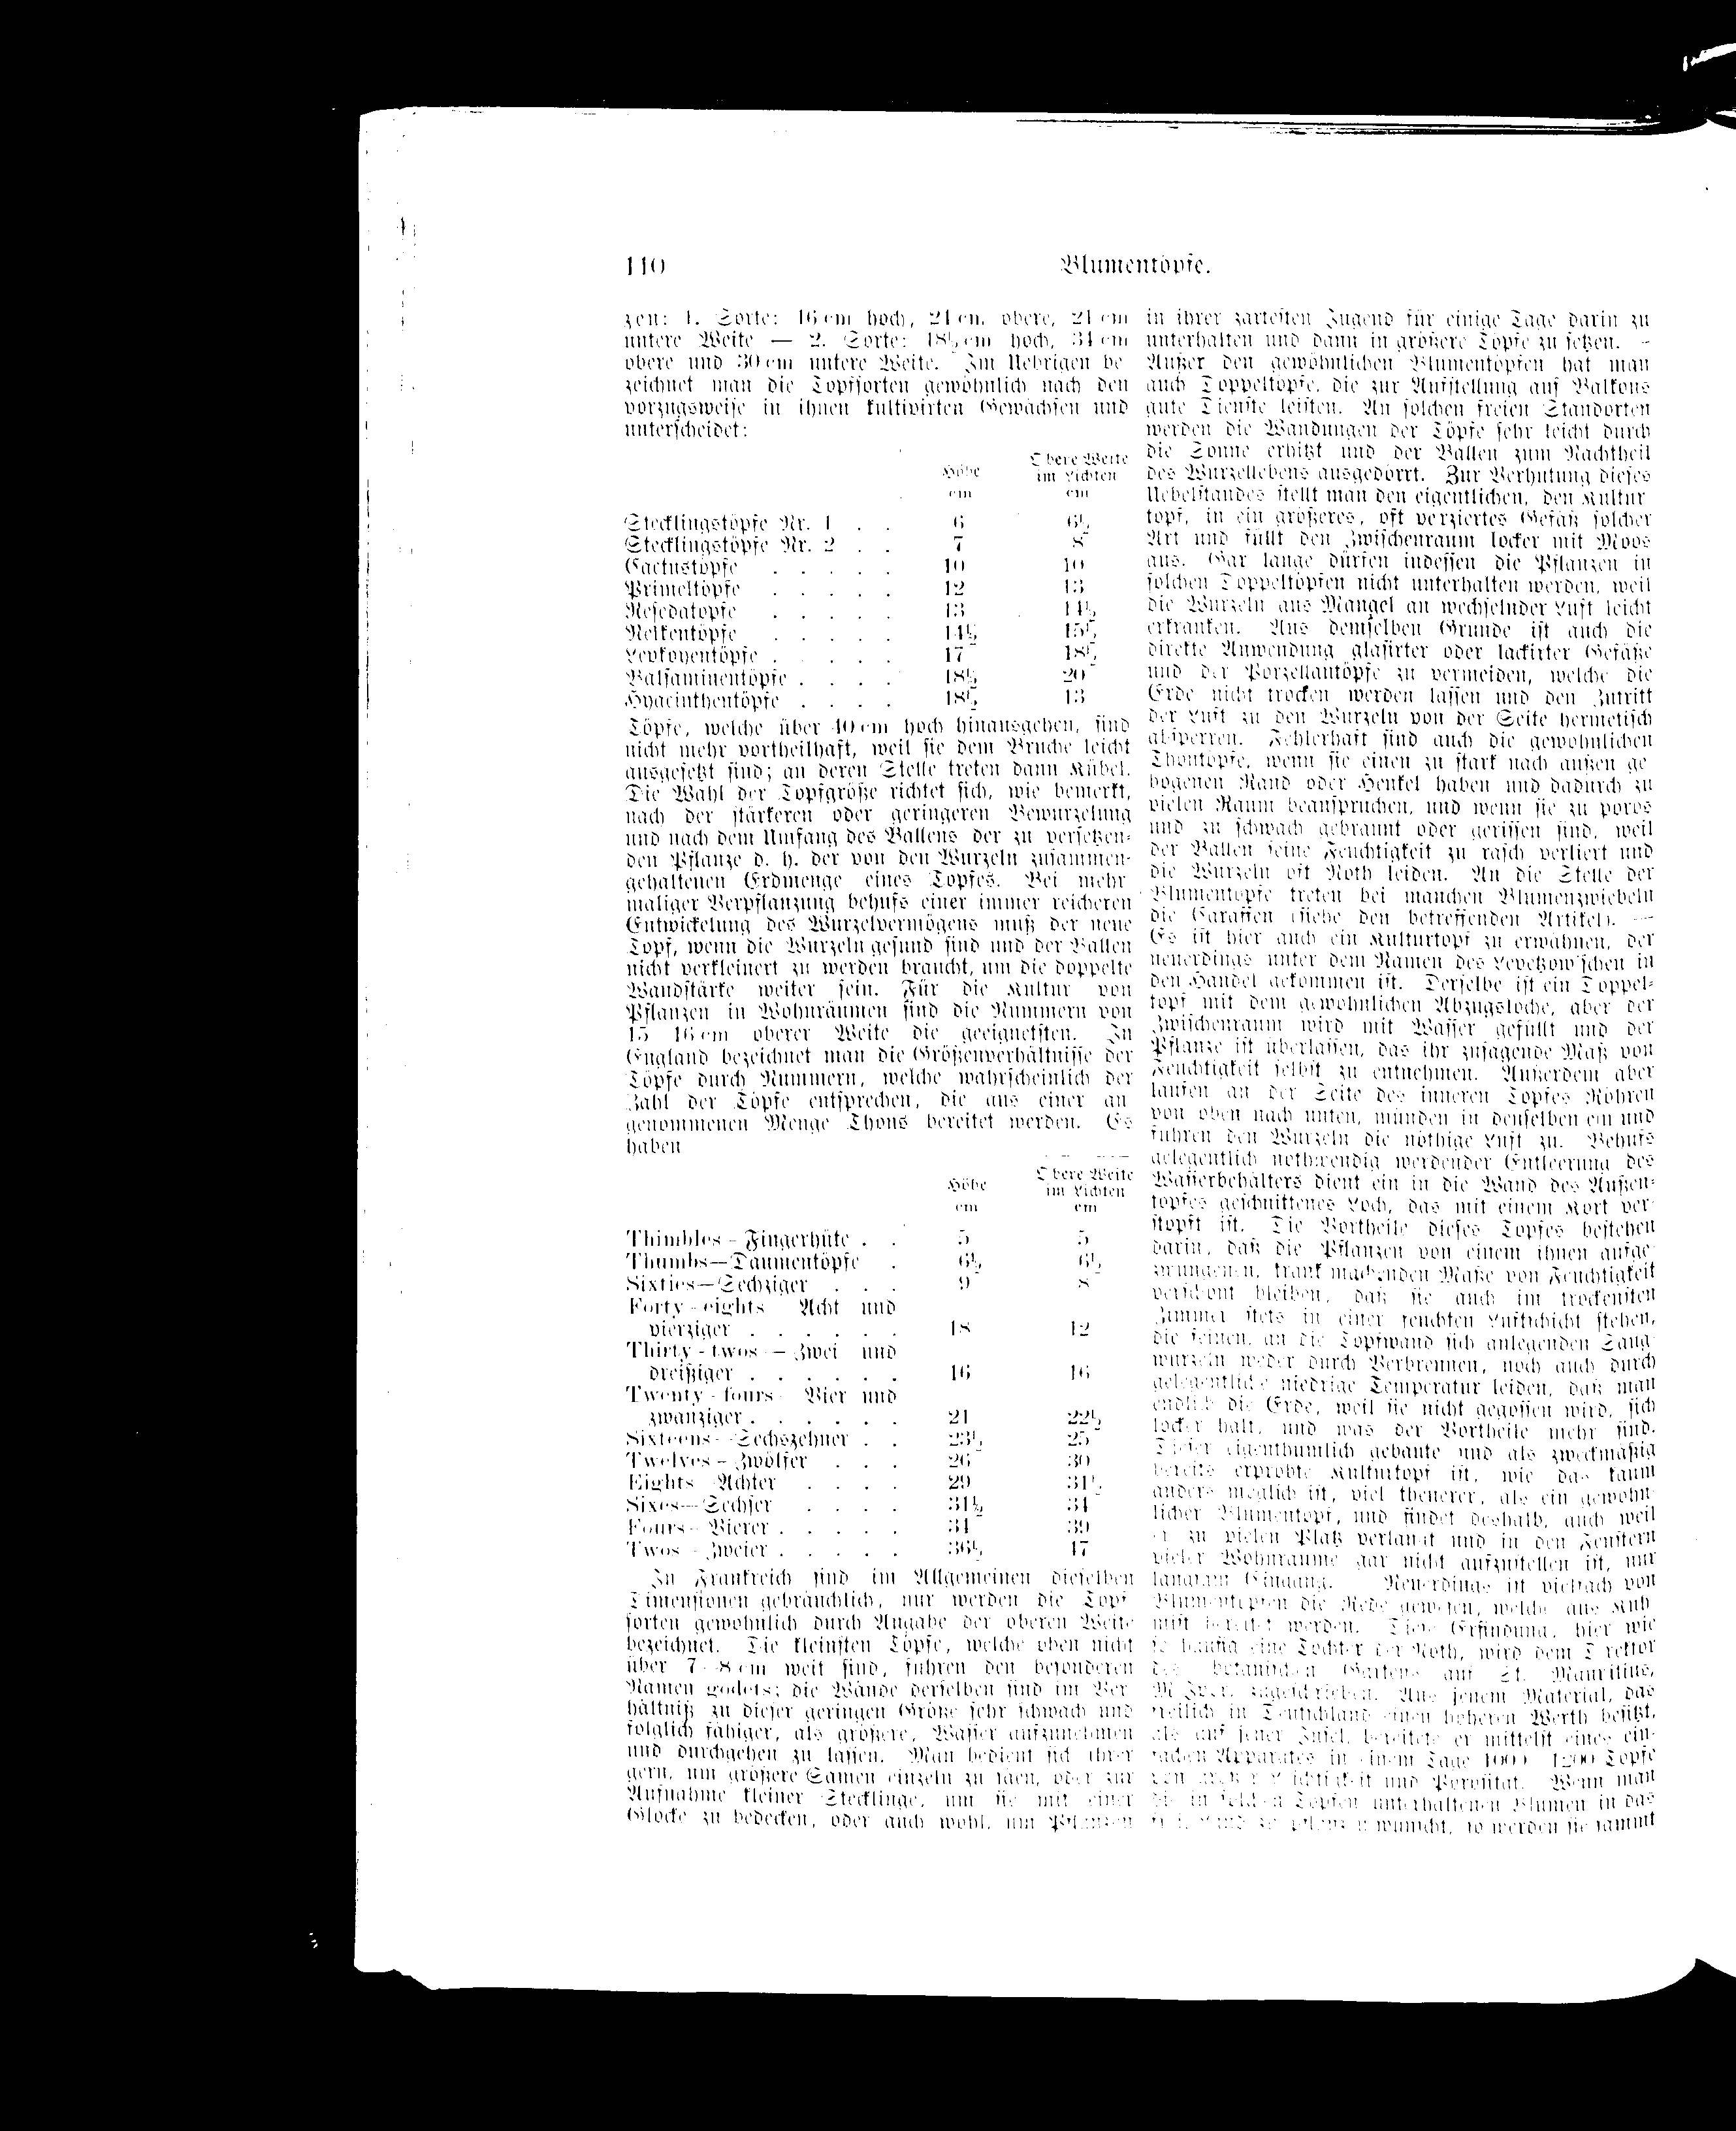 110
Blumentöpfe.
zen: 1. Sorte: 16 cm hoch, 24 cm. obere, 21 cm
untere Weite — 2. Sorte: 18½ cm hoch, 34 cm
obere und 30 cm untere Weite. Im Uebrigen be-
zeichnet man die Topfsorten gewöhnlich nach den
vorzugsweise in ihnen kultivirten Gewächsen und
unterscheidet:
Höhe Obere Weite
im Lichten
cm cm
Stecklingstöpfe Nr. 1 . . 6 6½
Stecklingstöpfe Nr. 2 . . 7 8
Cactustöpfe . . . . . 10 10
Primeltöpfe . . . . . 12 13
Resedatöpfe . . . . . 13 14½
Nelkentöpfe . . . . . 14½ 15½
Levkoyentöpfe . . . . . 17 18½
Balsaminentöpfe . . . . 18½ 20
Hyacinthentöpfe . . . . 18½ 13
Töpfe, welche über 40 cm hoch hinausgehen, sind
nicht mehr vortheilhaft, weil sie dem Bruche leicht
ausgesetzt sind; an deren Stelle treten dann Kübel.
Die Wahl der Topfgröße richtet sich, wie bemerkt,
nach der stärkeren oder geringeren Bewurzelung
und nach dem Umfang des Ballens der zu versetzen-
den Pflanze d. h. der von den Wurzeln zusammen-
gehaltenen Erdmenge eines Topfes. Bei mehr-
maliger Verpflanzung behufs einer immer reicheren
Entwickelung des Wurzelvermögens muß der neue
Topf, wenn die Wurzeln gesund sind und der Ballen
nicht verkleinert zu werden braucht, um die doppelte
Wandstärke weiter sein. Für die Kultur von
Pflanzen in Wohnräumen sind die Nummern von
15 16 cm oberer Weite die geeignetsten. In
England bezeichnet man die Größenverhältnisse der
Töpfe durch Nummern, welche wahrscheinlich der
Zahl der Töpfe entsprechen, die aus einer an-
genommenen Menge Thons bereitet werden. Es
haben
Höhe Obere Weite
im Lichten
cm cm
Thimbles – Fingerhüte . . 5 5
Thumbs—Daumentöpfe . 6½ 6½
Sixties—Sechziger . . . 9 8
Forty-eights Acht und
vierziger . . . . . . 18 12
Thirty-twos — Zwei und
dreißiger . . . . . . 16 16
Twenty-fours Vier und
zwanziger . . . . . . 21 22½
Sixteens Sechszehner . . 23½ 25
Twelves – Zwölfer . . . 26 30
Eights Achter . . . . 29 31½
Sixes—Sechser . . . . 31½ 34
Fours – Vierer . . . . . 34 39
Twos – Zweier . . . . . 36½ 47
In Frankreich sind im Allgemeinen dieselben
Dimensionen gebräuchlich, nur werden die Topf-
sorten gewöhnlich durch Angabe der oberen Weite
bezeichnet. Die kleinsten Töpfe, welche oben nicht
über 7—8 cm weit sind, führen den besonderen
Namen godets; die Wände derselben sind im Ver-
hältniß zu dieser geringen Größe sehr schwach und
folglich fähiger, als größere, Wasser aufzunehmen
und durchgehen zu lassen. Man bedient sich ihrer
gern, um größere Samen einzeln zu säen, oder zur
Aufnahme kleiner Stecklinge, um sie mit einer
Glocke zu bedecken, oder auch wohl, um Pflanzen
in ihrer zartesten Jugend für einige Tage darin zu
unterhalten und dann in größere Töpfe zu setzen. –
Außer den gewöhnlichen Blumentöpfen hat man
auch Doppeltöpfe, die zur Aufstellung auf Balkons
gute Dienste leisten. An solchen freien Standorten
werden die Wandungen der Töpfe sehr leicht durch
die Sonne erhitzt und der Ballen zum Nachtheil
des Wurzellebens ausgedörrt. Zur Verhütung dieses
Uebelstandes stellt man den eigentlichen, den Kultur-
topf, in ein größeres, oft verziertes Gefäß solcher
Art und füllt den Zwischenraum locker mit Moos
aus. Gar lange dürfen indessen die Pflanzen in
solchen Doppeltöpfen nicht unterhalten werden, weil
die Wurzeln aus Mangel an wechselnder Luft leicht
erkranken. Aus demselben Grunde ist auch die
direkte Anwendung glasirter oder lackirter Gefäße
und der Porzellantöpfe zu vermeiden, welche die
Erde nicht trocken werden lassen und den Zutritt
der Luft zu den Wurzeln von der Seite hermetisch
absperren. Fehlerhaft sind auch die gewöhnlichen
Thontöpfe, wenn sie einen zu stark nach außen ge-
bogenen Rand oder Henkel haben und dadurch zu
vielen Raum beanspruchen, und wenn sie zu porös
und zu schwach gebrannt oder gerissen sind, weil
der Ballen seine Feuchtigkeit zu rasch verliert und
die Wurzeln oft Noth leiden. An die Stelle der
Blumentöpfe treten bei manchen Blumenzwiebeln
die Caraffen (siehe den betreffenden Artikel). —
Es ist hier auch ein Kulturtopf zu erwähnen, der
neuerdings unter dem Namen des Levetzow'schen in
den Handel gekommen ist. Derselbe ist ein Doppel-
topf mit dem gewöhnlichen Abzugsloche, aber der
Zwischenraum wird mit Wasser gefüllt und der
Pflanze ist überlassen, das ihr zusagende Maß von
Feuchtigkeit selbst zu entnehmen. Außerdem aber
laufen an der Seite des inneren Topfes Röhren
von oben nach unten, münden in denselben ein und
führen den Wurzeln die nöthige Luft zu. Behufs
gelegentlich nothwendig werdender Entleerung des
Wasserbehälters dient ein in die Wand des Außen-
topfes geschnittenes Loch, das mit einem Kork ver-
stopft ist. Die Vortheile dieses Topfes bestehen
darin, daß die Pflanzen von einem ihnen aufge-
zwungenen, krank machenden Maße von Feuchtigkeit
verschont bleiben, daß sie auch im trockensten
Zimmer stets in einer feuchten Luftschicht stehen,
die feinen, an die Topfwand sich anlegenden Saug-
wurzeln weder durch Verbrennen, noch auch durch
gelegentliche niedrige Temperatur leiden, daß man
endlich die Erde, weil sie nicht gegossen wird, sich
locker hält, und was der Vortheile mehr sind.
Dieser eigenthümlich gebaute und als zweckmäßig
bereits erprobte Kulturtopf ist, wie das kaum
anders möglich ist, viel theuerer, als ein gewöhn-
licher Blumentopf, und findet deshalb, auch weil
er zu vielen Platz verlangt und in den Fenstern
vieler Wohnräume gar nicht aufzustellen ist, nur
langsam Eingang. Neuerdings ist vielfach von
Blumentöpfen die Rede gewesen, welche aus Kuh-
mist bereitet werden. Diese Erfindung, hier wie
so häufig eine Tochter der Noth, wird dem Direktor
des botanischen Gartens auf St. Mauritius,
zugeschrieben. Aus jenem Material, das
freilich in Deutschland einen höheren Werth besitzt,
als auf jener Insel, bereitete er mittelst eines ein-
fachen Apparates in einem Tage 1000 1200 Töpfe
von Dichtigkeit und Porosität. Wenn man
die in solchen Töpfen unterhaltenen Blumen in das
wünscht, so werden sie sammt